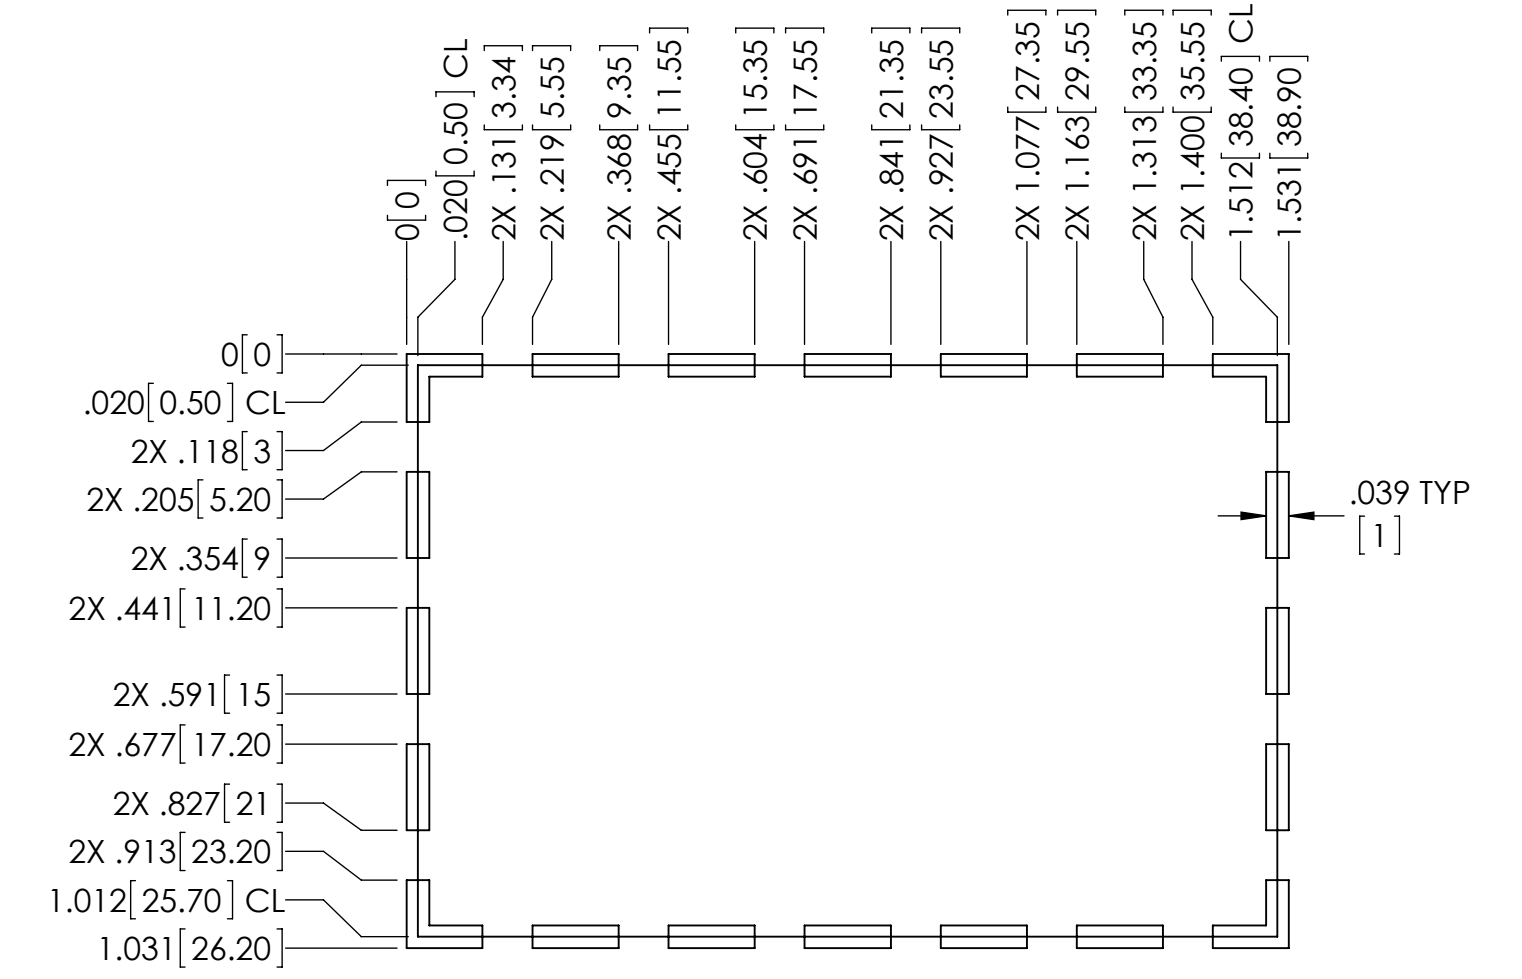 0[0]
.020[0.50] CL
2X .131[3.34]
2X .219[5.55]
2X .368[9.35]
2X .455[11.55]
2X .604[15.35]
2X .691[17.55]
2X .841[21.35]
2X .927[23.55]
2X 1.077[27.35]
2X 1.163[29.55]
2X 1.313[33.35]
2X 1.400[35.55]
1.512[38.40] CL
1.531[38.90]
0[0]
.020[0.50] CL
2X .118[3]
2X .205[5.20]
2X .354[9]
2X .441[11.20]
2X .591[15]
2X .677[17.20]
2X .827[21]
2X .913[23.20]
1.012[25.70] CL
1.031[26.20]
.039 TYP
[1]